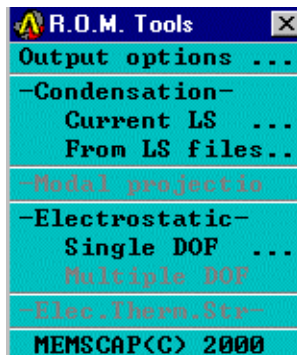 R.O.M. Tools
Output options ...
-Condensation-
Current LS ...
From LS files..
-Modal projectio
-Electrostatic-
Single DOF ...
Multiple DOF
-Elec.Therm.Str-
MEMSCAP(C) 2000